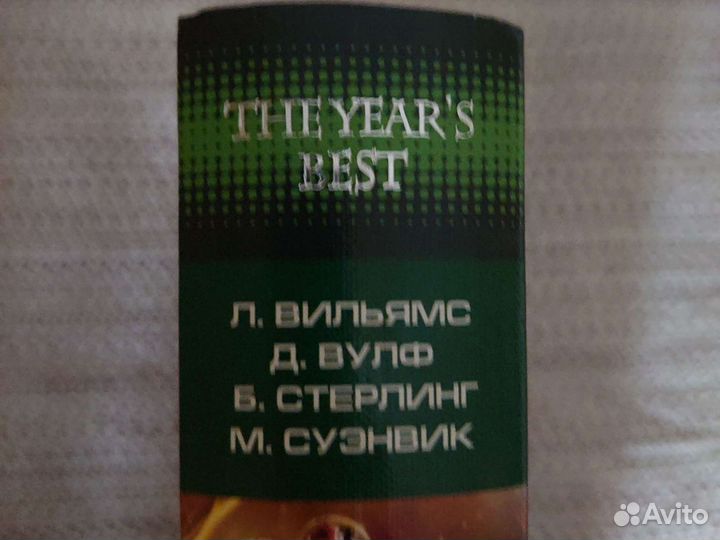 THE YEAR'S
BEST
Л. ВИЛЬЯМС
Д. ВУЛФ
Б. СТЕРЛИНГ
М. СУЭНВИК
Avito